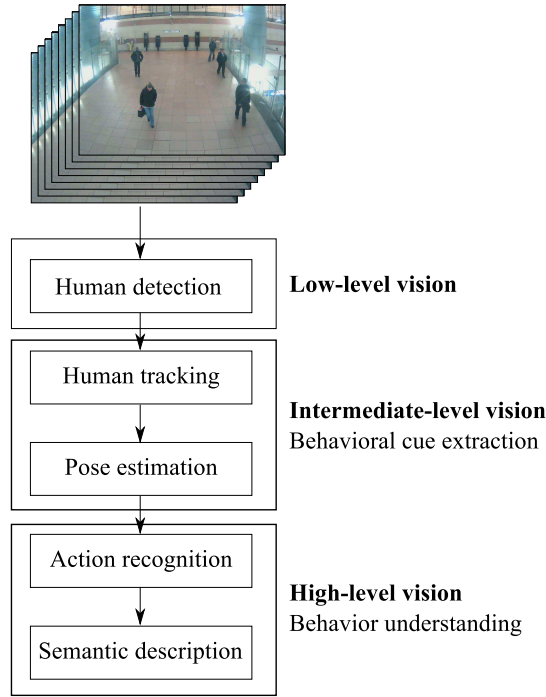 Human detection
Low-level vision
Human tracking
Pose estimation
Intermediate-level vision
Behavioral cue extraction
Action recognition
Semantic description
High-level vision
Behavior understanding